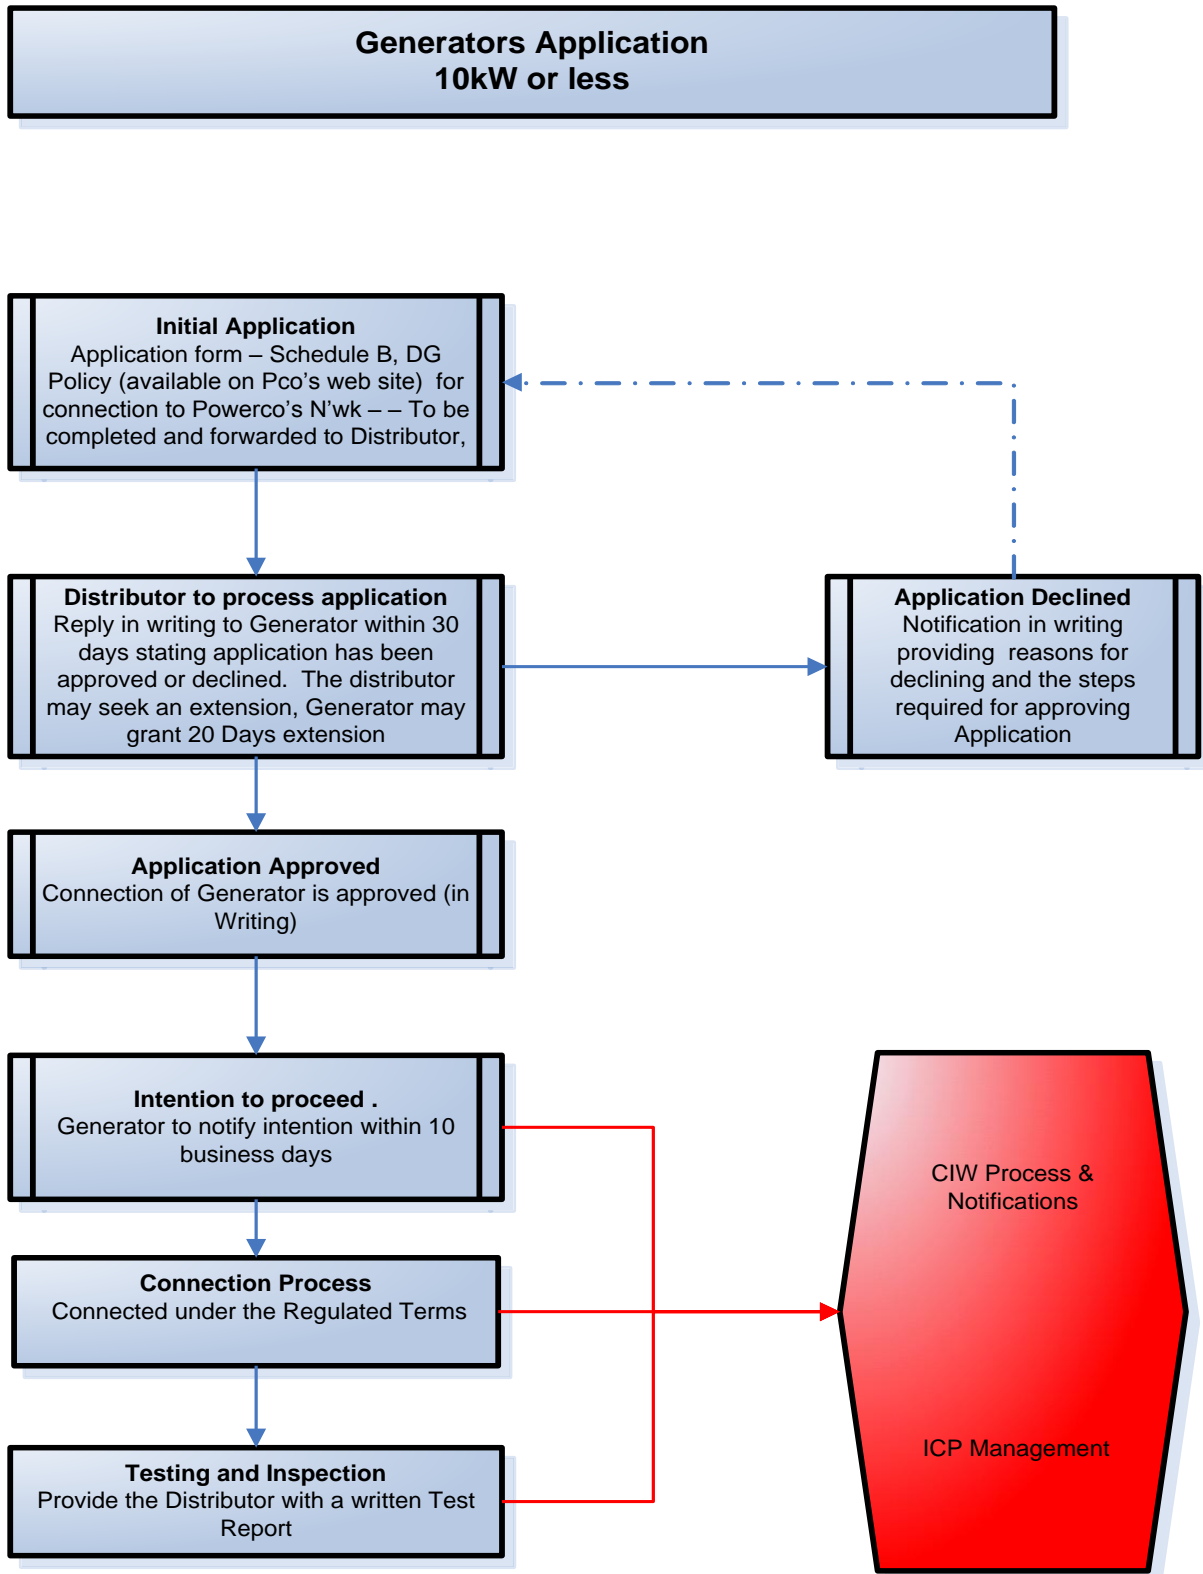 Generators Application
10kW or less
Initial Application
Application form – Schedule B, DG
Policy (available on Pco's web site)  for
connection to Powerco's N'wk – – To be
completed and forwarded to Distributor,
Distributor to process application
Reply in writing to Generator within 30
days stating application has been
approved or declined.  The distributor
may seek an extension, Generator may
grant 20 Days extension
Application Declined
Notification in writing
providing  reasons for
declining and the steps
required for approving
Application
Application Approved
Connection of Generator is approved (in
Writing)
Intention to proceed .
Generator to notify intention within 10
business days
Connection Process
Connected under the Regulated Terms
Testing and Inspection
Provide the Distributor with a written Test
Report
CIW Process &
Notifications
ICP Management